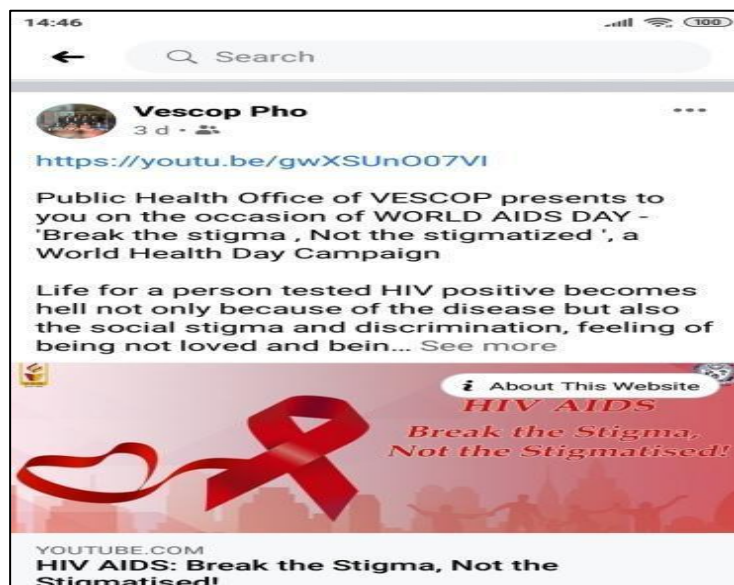 14:46
100
Search
Vescop Pho
3 d
https://youtu.be/gwXSUnO07VI
Public Health Office of VESCOP presents to
you on the occasion of WORLD AIDS DAY -
'Break the stigma , Not the stigmatized ', a
World Health Day Campaign
Life for a person tested HIV positive becomes
hell not only because of the disease but also
the social stigma and discrimination, feeling of
being not loved and bein... See more
i About This Website
HIV AIDS
Break the Stigma,
Not the Stigmatised!
YOUTUBE.COM
HIV AIDS: Break the Stigma, Not the
Stigmatised!